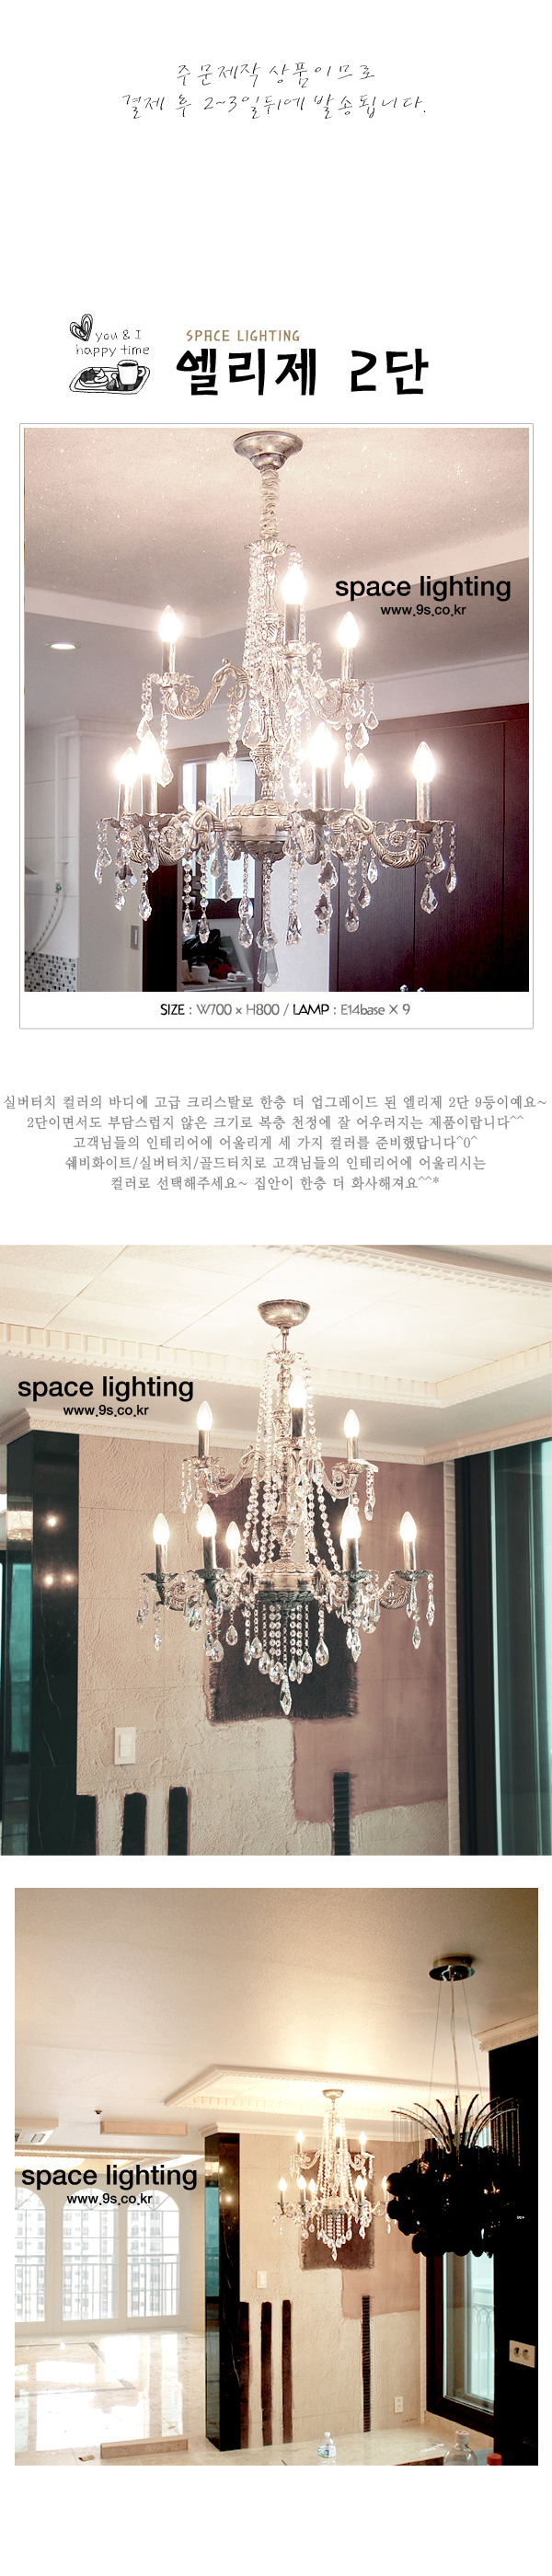 주문제작 상품이므로
결제 후 2~3일뒤에 발송됩니다.
you & I
happy time
SPACE LIGHTING
엘리제 2단
space lighting
www.9s.co.kr
SIZE : W700 x H800 / LAMP : E14base X 9
실버터치 컬러의 바디에 고급 크리스탈로 한층 더 업그레이드 된 엘리제 2단 9등이예요~
2단이면서도 부담스럽지 않은 크기로 복층 천정에 잘 어우러지는 제품이랍니다^^
고객님들의 인테리어에 어울리게 세 가지 컬러를 준비했답니다^0^
쉐비화이트/실버터치/골드터치로 고객님들의 인테리어에 어울리시는
컬러로 선택해주세요~ 집안이 한층 더 화사해져요^^*
space lighting
www.9s.co.kr
space lighting
www.9s.co.kr